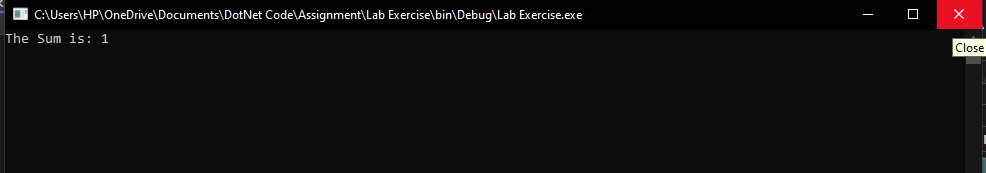 C:\Users\HP\OneDrive\Documents\DotNet Code\Assignment\Lab Exercise\bin\Debug\Lab Exercise.exe
The Sum is: 1
Close